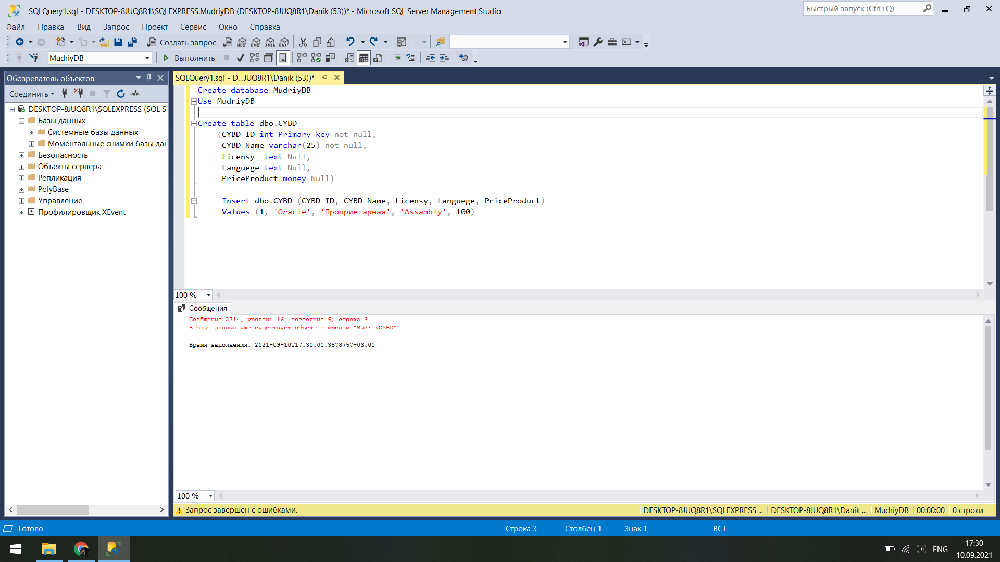 SQLQuery1.sql - DESKTOP-8JUQ8R1\SQLEXPRESS.MudriyDB (DESKTOP-8JUQ8R1\Danik (53))* - Microsoft SQL Server Management Studio
Быстрый запуск (Ctrl+Q)
Файл Правка Вид Запрос Проект Сервис Окно Справка
Создать запрос MDX DMX XMLA DAX
MudriyDB Выполнить
Обозреватель объектов
Соединить
DESKTOP-8JUQ8R1\SQLEXPRESS (SQL S
Базы данных
Системные базы данных
Моментальные снимки базы дан
Безопасность
Объекты сервера
Репликация
PolyBase
Управление
Профилировщик XEvent
SQLQuery1.sql - D...JUQ8R1\Danik (53))*
Create database MudriyDB
Use MudriyDB
Create table dbo.CYBD
(CYBD_ID int Primary key not null,
CYBD_Name varchar(25) not null,
Licensy text Null,
Languege text Null,
PriceProduct money Null)
Insert dbo.CYBD (CYBD_ID, CYBD_Name, Licensy, Languege, PriceProduct)
Values (1, 'Oracle', 'Проприетарная', 'Assambly', 100)
100 %
Сообщения
Сообщение 2714, уровень 16, состояние 6, строка 3
В базе данных уже существует объект с именем "MudriyCYBD".
Время выполнения: 2021-09-10T17:30:00.3578757+03:00
100 %
Запрос завершен с ошибками.
DESKTOP-8JUQ8R1\SQLEXPRESS ... DESKTOP-8JUQ8R1\Danik ... MudriyDB 00:00:00 0 строки
Готово
Строка 3 Столбец 1 Знак 1 ВСТ
ENG
17:30
10.09.2021